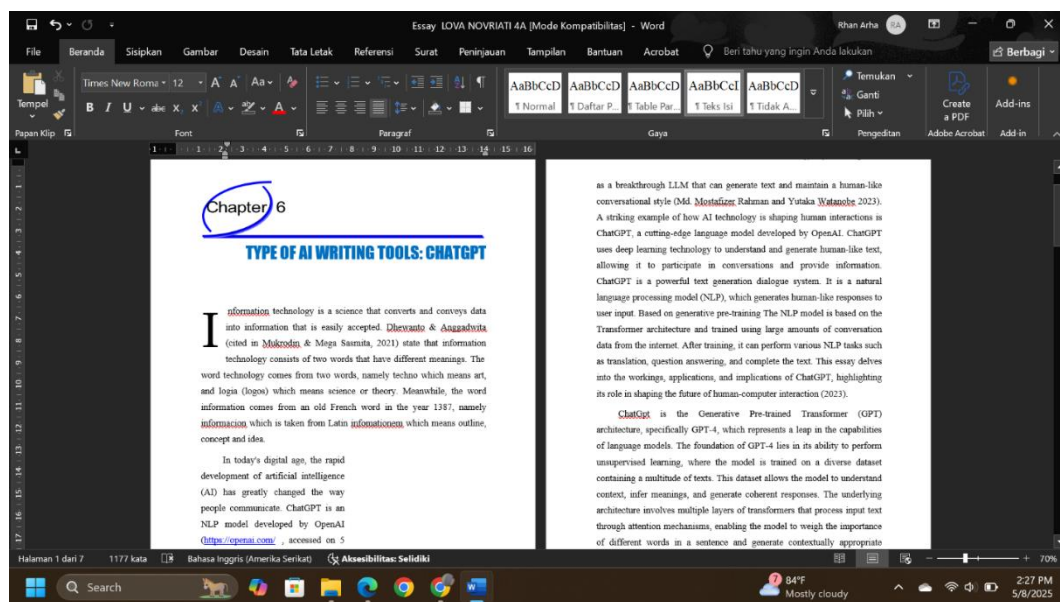 Essay LOVA NOVRIATI 4A [Mode Kompatibilitas] - Word
Rhan Arha
RA
File Beranda Sisipkan Gambar Desain Tata Letak Referensi Surat Peninjauan Tampilan Bantuan Acrobat Beri tahu yang ingin Anda lakukan Berbagi
Tempel
Times New Roma 12
Papan Klip Font Paragraf
AaBbCcD AaBbCcD AaBbCcD AaBbCcI AaBbCcD
¶ Normal ¶ Daftar P... ¶ Table Par... ¶ Teks Isi ¶ Tidak A...
Gaya
Temukan
Ganti
Pilih
Pengeditan
Create a PDF
Adobe Acrobat
Add-ins
Add-in
Chapter 6
TYPE OF AI WRITING TOOLS: CHATGPT
Information technology is a science that converts and conveys data
into information that is easily accepted. Dhewanto & Anggadwita
(cited in Mukrodin & Mega Sasmita, 2021) state that information
technology consists of two words that have different meanings. The
word technology comes from two words, namely techno which means art,
and logia (logos) which means science or theory. Meanwhile, the word
information comes from an old French word in the year 1387, namely
informacion which is taken from Latin infomationem which means outline,
concept and idea.
In today's digital age, the rapid
development of artificial intelligence
(AI) has greatly changed the way
people communicate. ChatGPT is an
NLP model developed by OpenAI
(https://openai.com/ , accessed on 5
as a breakthrough LLM that can generate text and maintain a human-like
conversational style (Md. Mostafizer Rahman and Yutaka Watanobe 2023).
A striking example of how AI technology is shaping human interactions is
ChatGPT, a cutting-edge language model developed by OpenAI. ChatGPT
uses deep learning technology to understand and generate human-like text,
allowing it to participate in conversations and provide information.
ChatGPT is a powerful text generation dialogue system. It is a natural
language processing model (NLP), which generates human-like responses to
user input. Based on generative pre-training The NLP model is based on the
Transformer architecture and trained using large amounts of conversation
data from the internet. After training, it can perform various NLP tasks such
as translation, question answering, and complete the text. This essay delves
into the workings, applications, and implications of ChatGPT, highlighting
its role in shaping the future of human-computer interaction (2023).
ChatGpt is the Generative Pre-trained Transformer (GPT)
architecture, specifically GPT-4, which represents a leap in the capabilities
of language models. The foundation of GPT-4 lies in its ability to perform
unsupervised learning, where the model is trained on a diverse dataset
containing a multitude of texts. This dataset allows the model to understand
context, infer meanings, and generate coherent responses. The underlying
architecture involves multiple layers of transformers that process input text
through attention mechanisms, enabling the model to weigh the importance
of different words in a sentence and generate contextually appropriate
Halaman 1 dari 7 1177 kata Bahasa Inggris (Amerika Serikat) Aksesibilitas: Selidiki 70%
Search
7
84°F
Mostly cloudy
2:27 PM
5/8/2025